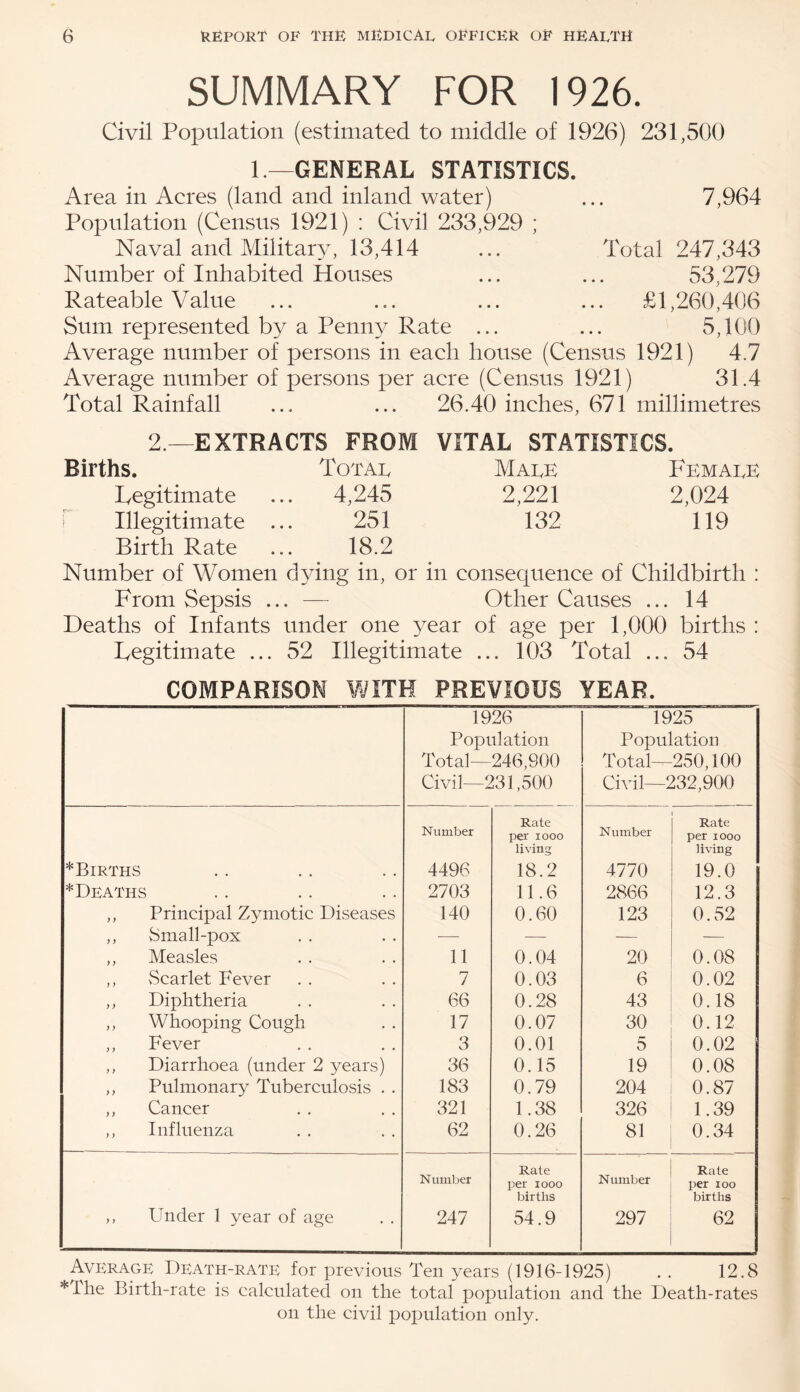 6 REPORT OF THE MEDICAL OFFICER OF HEALTH
SUMMARY FOR 1926.
Civil Population (estimated to middle of 1926) 231,500
1.—GENERAL STATISTICS.
Area in Acres (land and inland water) ... 7,964
Population (Census 1921) : Civil 233,929 ;
Naval and Military, 13,414 ... Total 247,343
Number of Inhabited Houses ... ... 53,279
Rateable Value ... ... ... ... £1,260,406
Sum represented by a Penny Rate ... ... 5,100
Average number of persons in each house (Census 1921) 4.7
Average number of persons per acre (Census 1921) 31.4
Total Rainfall ... ... 26.40 inches, 671 millimetres
2.—EXTRACTS FROM VITAL STATISTICS.
Births. Total Male Female
Legitimate ... 4,245 2,221 2,024
Illegitimate ... 251 132 119
Birth Rate ... 18.2
Number of Women dying in, or in consequence of Childbirth :
From Sepsis ... — Other Causes ... 14
Deaths of Infants under one year of age per 1,000 births :
Legitimate ... 52 Illegitimate ... 103 Total ... 54
COMPARISON WITH PREVIOUS YEAR.
1926 1925
Population Population
Total—246,900 Total—250,100
Civil—231,500 Civil—232,900
Number Rate per 1000 living Number Rate per 1000 living
*Births .. .. .. 4496 18.2 4770 19.0
*Deaths .. .. .. 2703 11.6 2866 12.3
,, Principal Zymotic Diseases 140 0.60 123 0.52
,, Small-pox .. .. — — — —
,, Measles .. .. 11 0.04 20 0.08
,, Scarlet Fever .. .. 7 0.03 6 0.02
,, Diphtheria .. .. 66 0.28 43 0.18
,, Whooping Cough .. 17 0.07 30 0.12
,, Fever .. .. 3 0.01 5 0.02
,, Diarrhoea (under 2 years) 36 0.15 19 0.08
,, Pulmonary Tuberculosis .. 183 0.79 204 0.87
,, Cancer .. .. 321 1.38 326 1.39
,, Influenza .. .. 62 0.26 81 0.34
Number Rate per 1000 births Number Rate per 100 births
,, Under 1 year of age .. 247 54.9 297 62
Average Death-rate for previous Ten years (1916-1925) .. 12.8
*The Birth-rate is calculated on the total population and the Death-rates
on the civil population only.